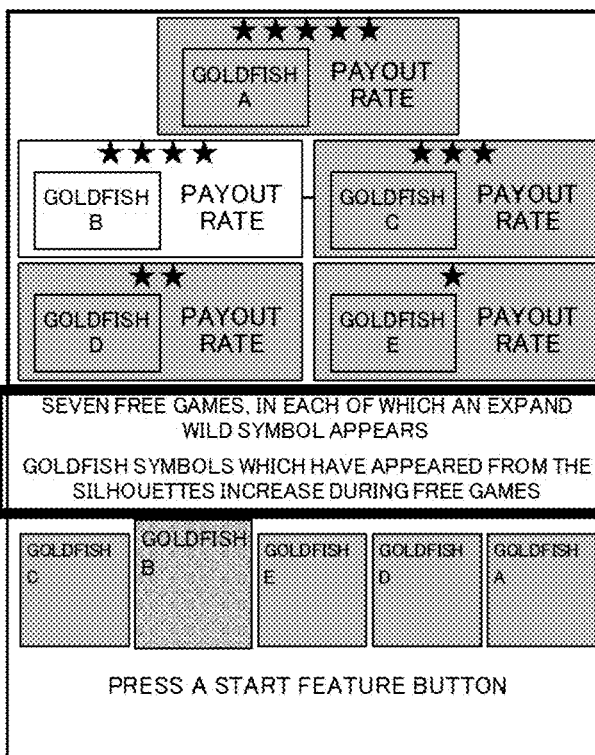 ★★★★★
GOLDFISH
A
PAYOUT
RATE
★★★★
GOLDFISH
B
PAYOUT
RATE
★★★
GOLDFISH
C
PAYOUT
RATE
★★
GOLDFISH
D
PAYOUT
RATE
★
GOLDFISH
E
PAYOUT
RATE
SEVEN FREE GAMES, IN EACH OF WHICH AN EXPAND
WILD SYMBOL APPEARS
GOLDFISH SYMBOLS WHICH HAVE APPEARED FROM THE
SILHOUETTES INCREASE DURING FREE GAMES
GOLDFISH
C
GOLDFISH
B
GOLDFISH
E
GOLDFISH
D
GOLDFISH
A
PRESS A START FEATURE BUTTON